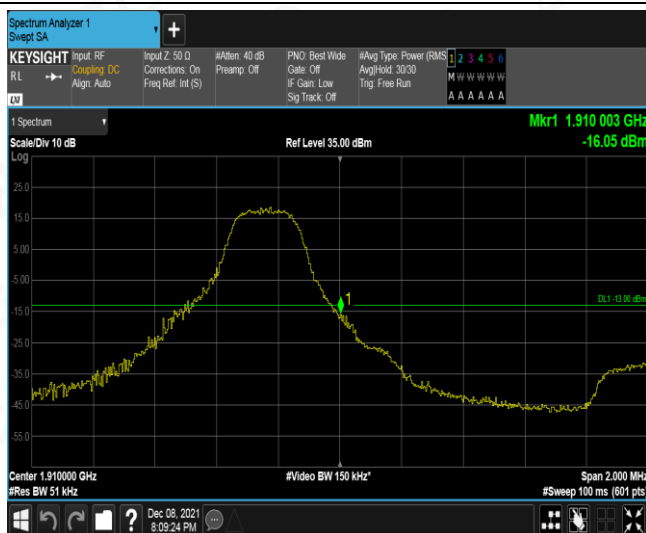 Spectrum Analyzer 1
Swept SA
+
KEYSIGHT
RL
LXI
Input: RF
Coupling: DC
Align: Auto
Input Z: 50 Ω
Corrections: On
Freq Ref: Int (S)
#Atten: 40 dB
Preamp: Off
PNO: Best Wide
Gate: Off
IF Gain: Low
Sig Track: Off
#Avg Type: Power (RMS
Avg|Hold: 30/30
Trig: Free Run
1 2 3 4 5 6
M W W W W W
A A A A A A
1 Spectrum
Mkr1 1.910 003 GHz
Scale/Div 10 dB
Ref Level 35.00 dBm
-16.05 dBm
Log
25.0
15.0
5.00
-5.00
1
DL1 -13.00 dBm
-15.0
-25.0
-35.0
-45.0
-55.0
Center 1.910000 GHz
#Video BW 150 kHz*
Span 2.000 MHz
#Res BW 51 kHz
#Sweep 100 ms (601 pts)
?
Dec 08, 2021
8:09:24 PM